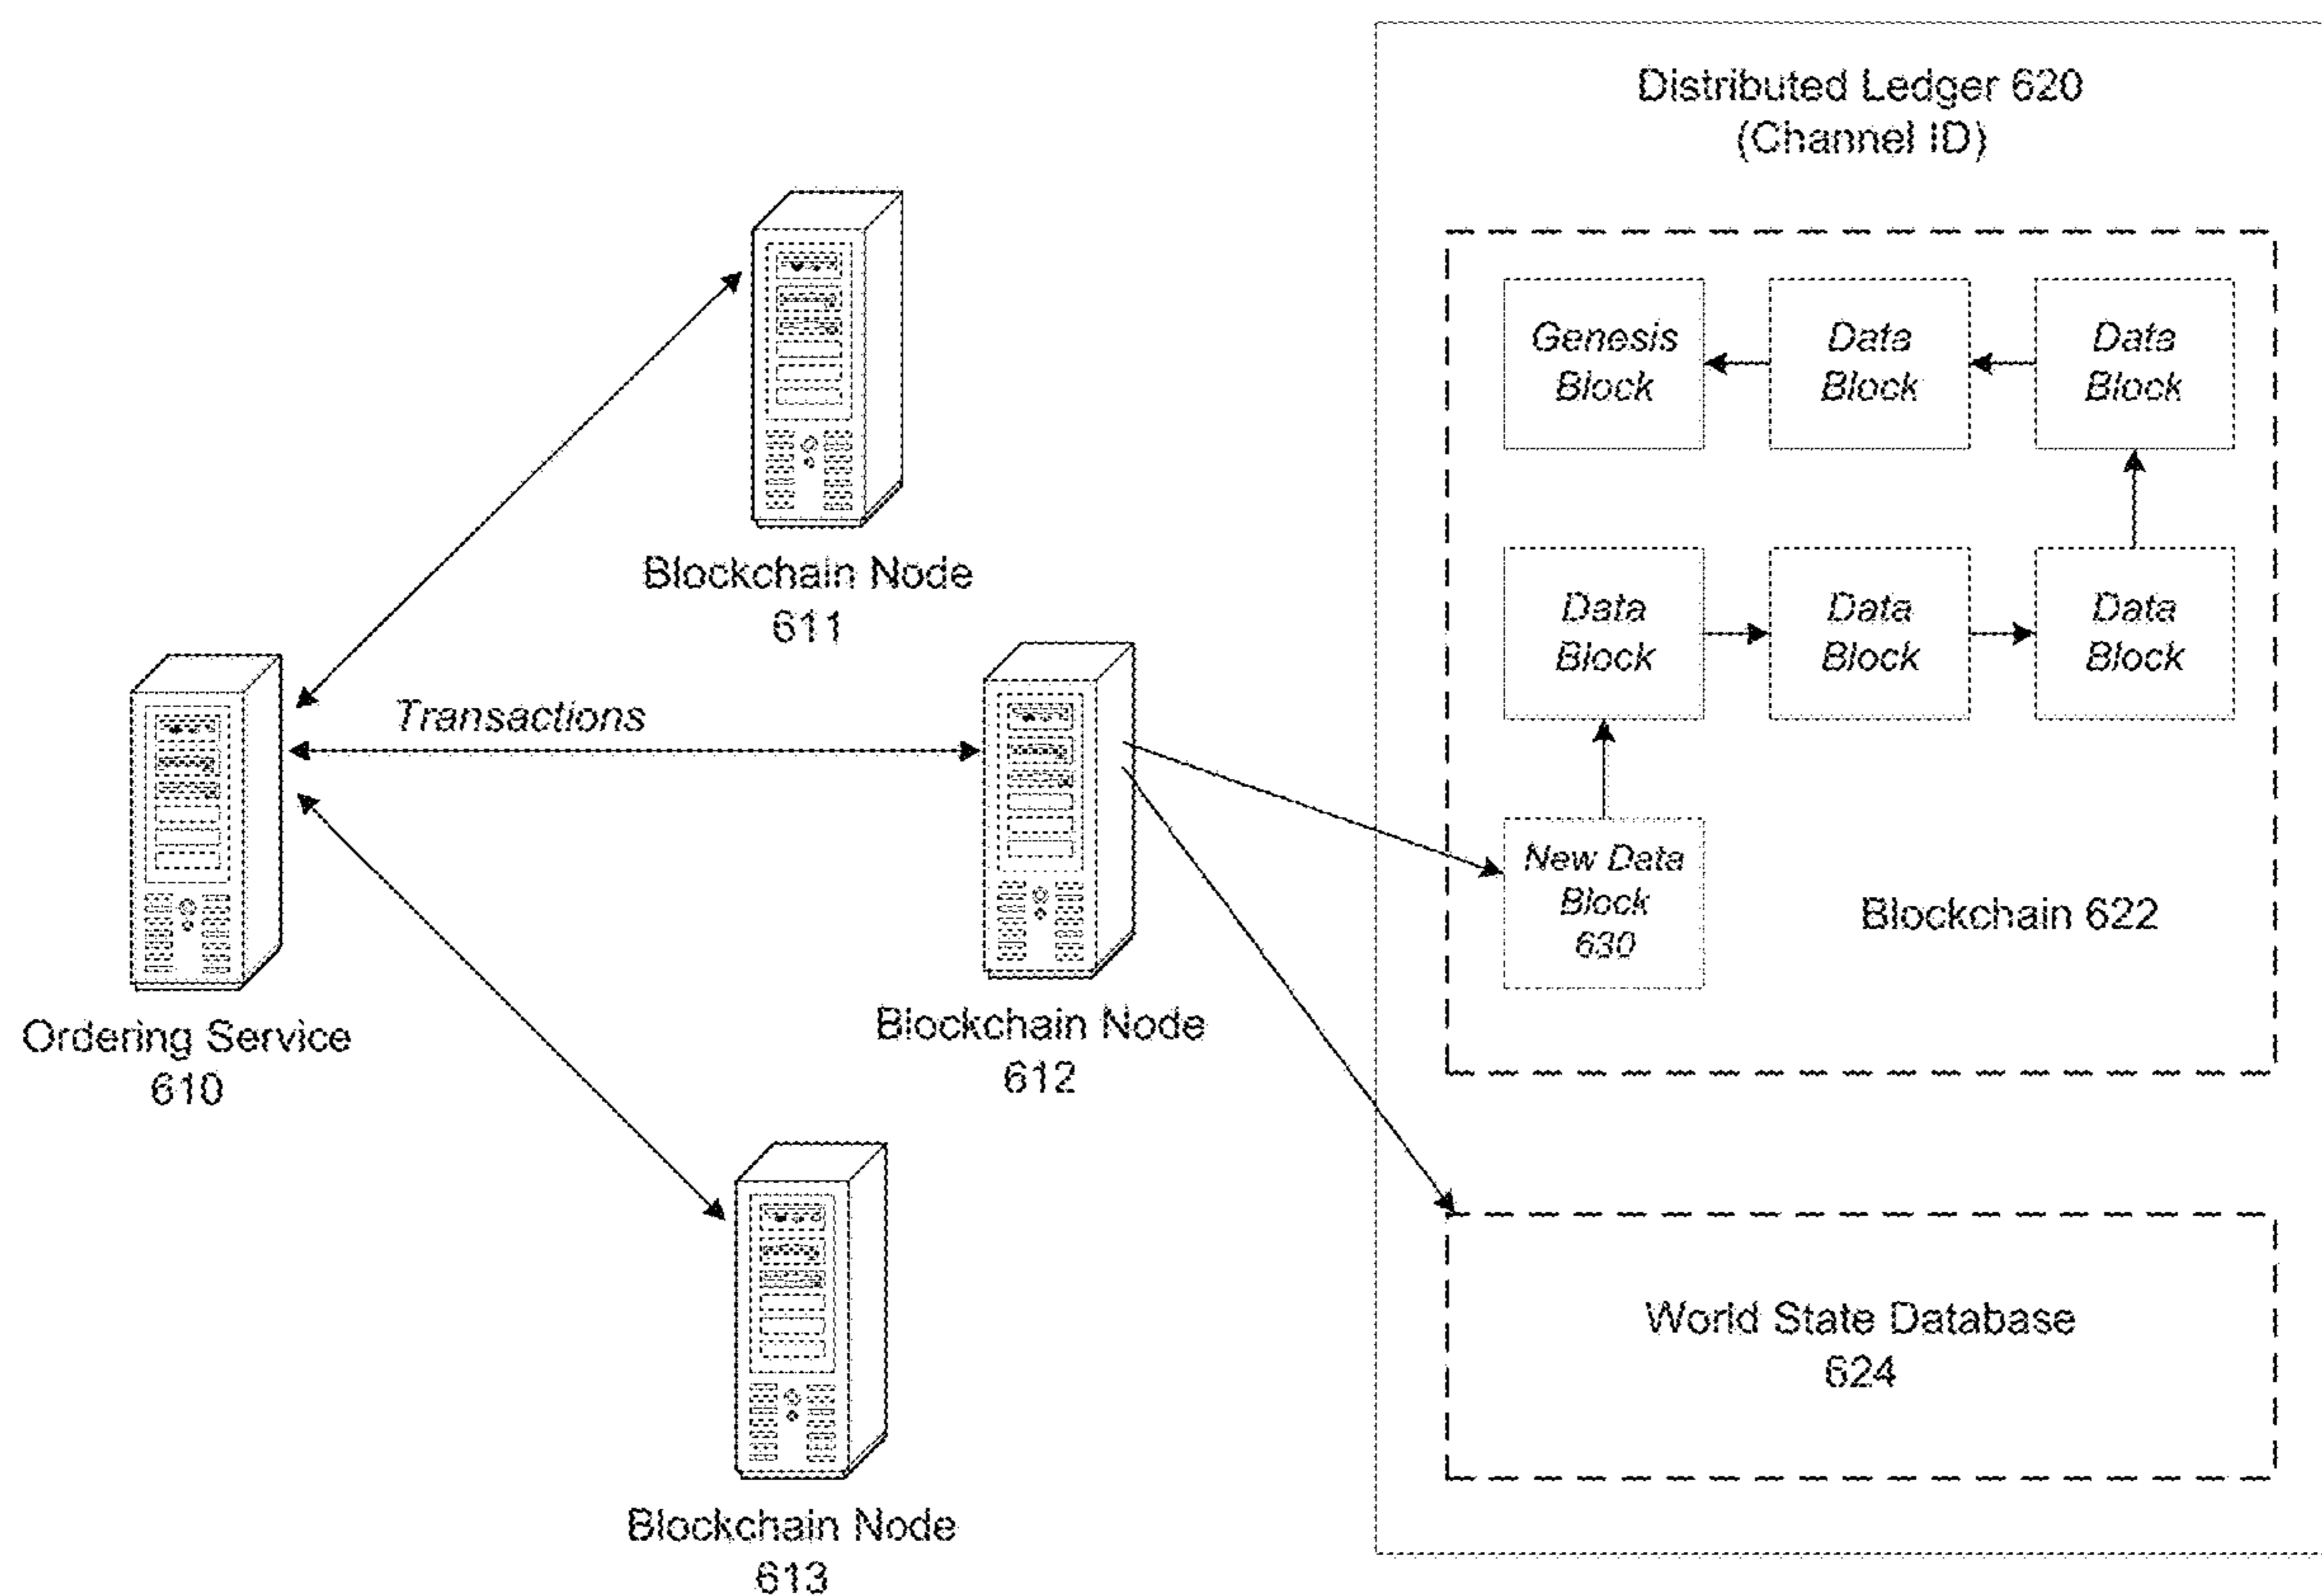 Distributed Ledger 620
(Channel ID)
Genesis
Block
Data
Block
Data
Block
Blockchain Node
611
Data
Block
Data
Block
Data
Block
Transactions
New Data
Block
630
Blockchain 622
Ordering Service
610
Blockchain Node
612
World State Database
624
Blockchain Node
613